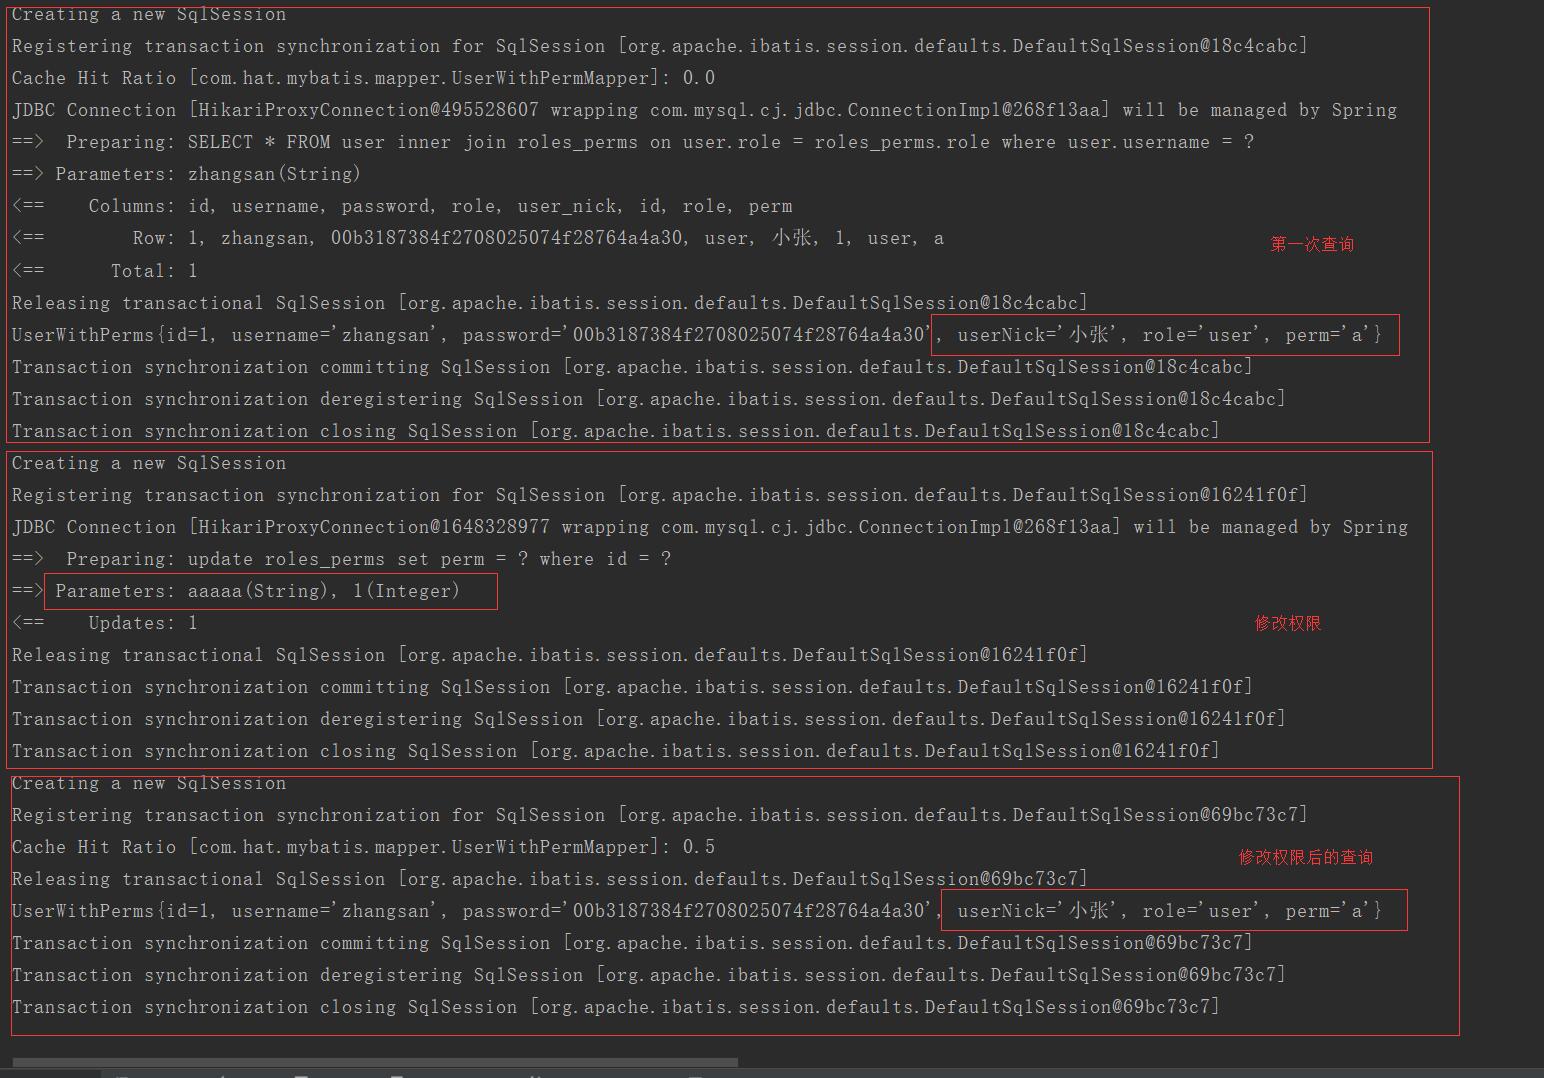 Creating a new SqlSession
Registering transaction synchronization for SqlSession [org.apache.ibatis.session.defaults.DefaultSqlSession@18c4cabc]
Cache Hit Ratio [com.hat.mybatis.mapper.UserWithPermMapper]: 0.0
JDBC Connection [HikariProxyConnection@495528607 wrapping com.mysql.cj.jdbc.ConnectionImpl@268f13aa] will be managed by Spring
==>  Preparing: SELECT * FROM user inner join roles_perms on user.role = roles_perms.role where user.username = ?
==> Parameters: zhangsan(String)
<==    Columns: id, username, password, role, user_nick, id, role, perm
<==        Row: 1, zhangsan, 00b3187384f2708025074f28764a4a30, user, 小张, 1, user, a
第一次查询
<==      Total: 1
Releasing transactional SqlSession [org.apache.ibatis.session.defaults.DefaultSqlSession@18c4cabc]
UserWithPerms{id=1, username='zhangsan', password='00b3187384f2708025074f28764a4a30', userNick='小张', role='user', perm='a'}
Transaction synchronization committing SqlSession [org.apache.ibatis.session.defaults.DefaultSqlSession@18c4cabc]
Transaction synchronization deregistering SqlSession [org.apache.ibatis.session.defaults.DefaultSqlSession@18c4cabc]
Transaction synchronization closing SqlSession [org.apache.ibatis.session.defaults.DefaultSqlSession@18c4cabc]
Creating a new SqlSession
Registering transaction synchronization for SqlSession [org.apache.ibatis.session.defaults.DefaultSqlSession@16241f0f]
JDBC Connection [HikariProxyConnection@1648328977 wrapping com.mysql.cj.jdbc.ConnectionImpl@268f13aa] will be managed by Spring
==>  Preparing: update roles_perms set perm = ? where id = ?
==> Parameters: aaaaa(String), 1(Integer)
<==    Updates: 1
修改权限
Releasing transactional SqlSession [org.apache.ibatis.session.defaults.DefaultSqlSession@16241f0f]
Transaction synchronization committing SqlSession [org.apache.ibatis.session.defaults.DefaultSqlSession@16241f0f]
Transaction synchronization deregistering SqlSession [org.apache.ibatis.session.defaults.DefaultSqlSession@16241f0f]
Transaction synchronization closing SqlSession [org.apache.ibatis.session.defaults.DefaultSqlSession@16241f0f]
Creating a new SqlSession
Registering transaction synchronization for SqlSession [org.apache.ibatis.session.defaults.DefaultSqlSession@69bc73c7]
Cache Hit Ratio [com.hat.mybatis.mapper.UserWithPermMapper]: 0.5
修改权限后的查询
Releasing transactional SqlSession [org.apache.ibatis.session.defaults.DefaultSqlSession@69bc73c7]
UserWithPerms{id=1, username='zhangsan', password='00b3187384f2708025074f28764a4a30', userNick='小张', role='user', perm='a'}
Transaction synchronization committing SqlSession [org.apache.ibatis.session.defaults.DefaultSqlSession@69bc73c7]
Transaction synchronization deregistering SqlSession [org.apache.ibatis.session.defaults.DefaultSqlSession@69bc73c7]
Transaction synchronization closing SqlSession [org.apache.ibatis.session.defaults.DefaultSqlSession@69bc73c7]